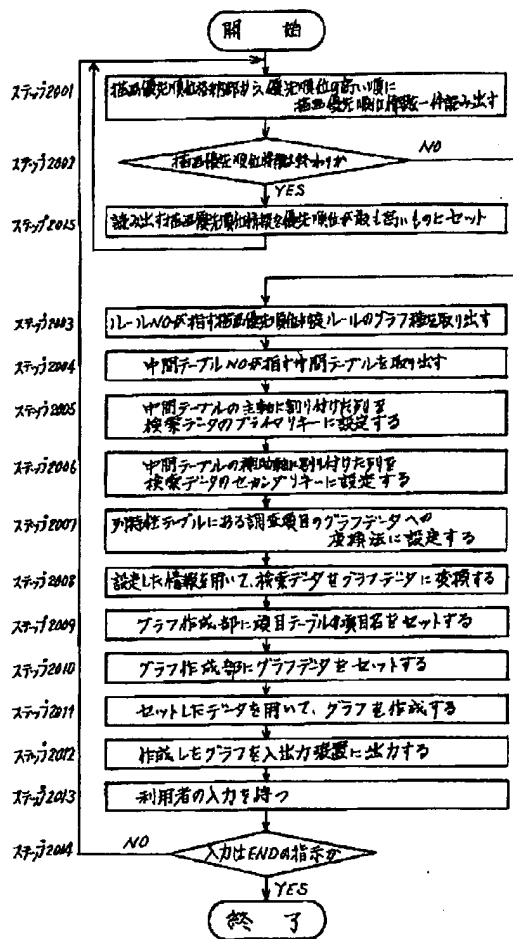 開 始
ステップ2001
描画優先順位格納部から、優先順位の高い順に
描画優先順位情報を一件読み出す
ステップ2002
描画優先順位情報は終わりか
NO
YES
ステップ2015
読み出す描画優先順位情報を優先順位が最も高いものにセット
ステップ2003
ルールNOが指す描画優先順位決定ルールのグラフ種を取り出す
ステップ2004
中間テーブルNOが指す中間テーブルを取り出す
ステップ2005
中間テーブルの主軸に割り付けた列を
検索データのプライマリキーに設定する
ステップ2006
中間テーブルの補助軸に割り付けた列を
検索データのセカンダリキーに設定する
ステップ2007
列特性テーブルにある調査項目のグラフデータへの
変換法に設定する
ステップ2008
設定した情報を用いて、検索データをグラフデータに変換する
ステップ2009
グラフ作成部に項目テーブルの項目名をセットする
ステップ2010
グラフ作成部にグラフデータをセットする
ステップ2011
セットしたデータを用いて、グラフを作成する
ステップ2012
作成したグラフを入出力装置に出力する
ステップ2013
利用者の入力を待つ
ステップ2014
NO
入力はENDの指示か
YES
終 了